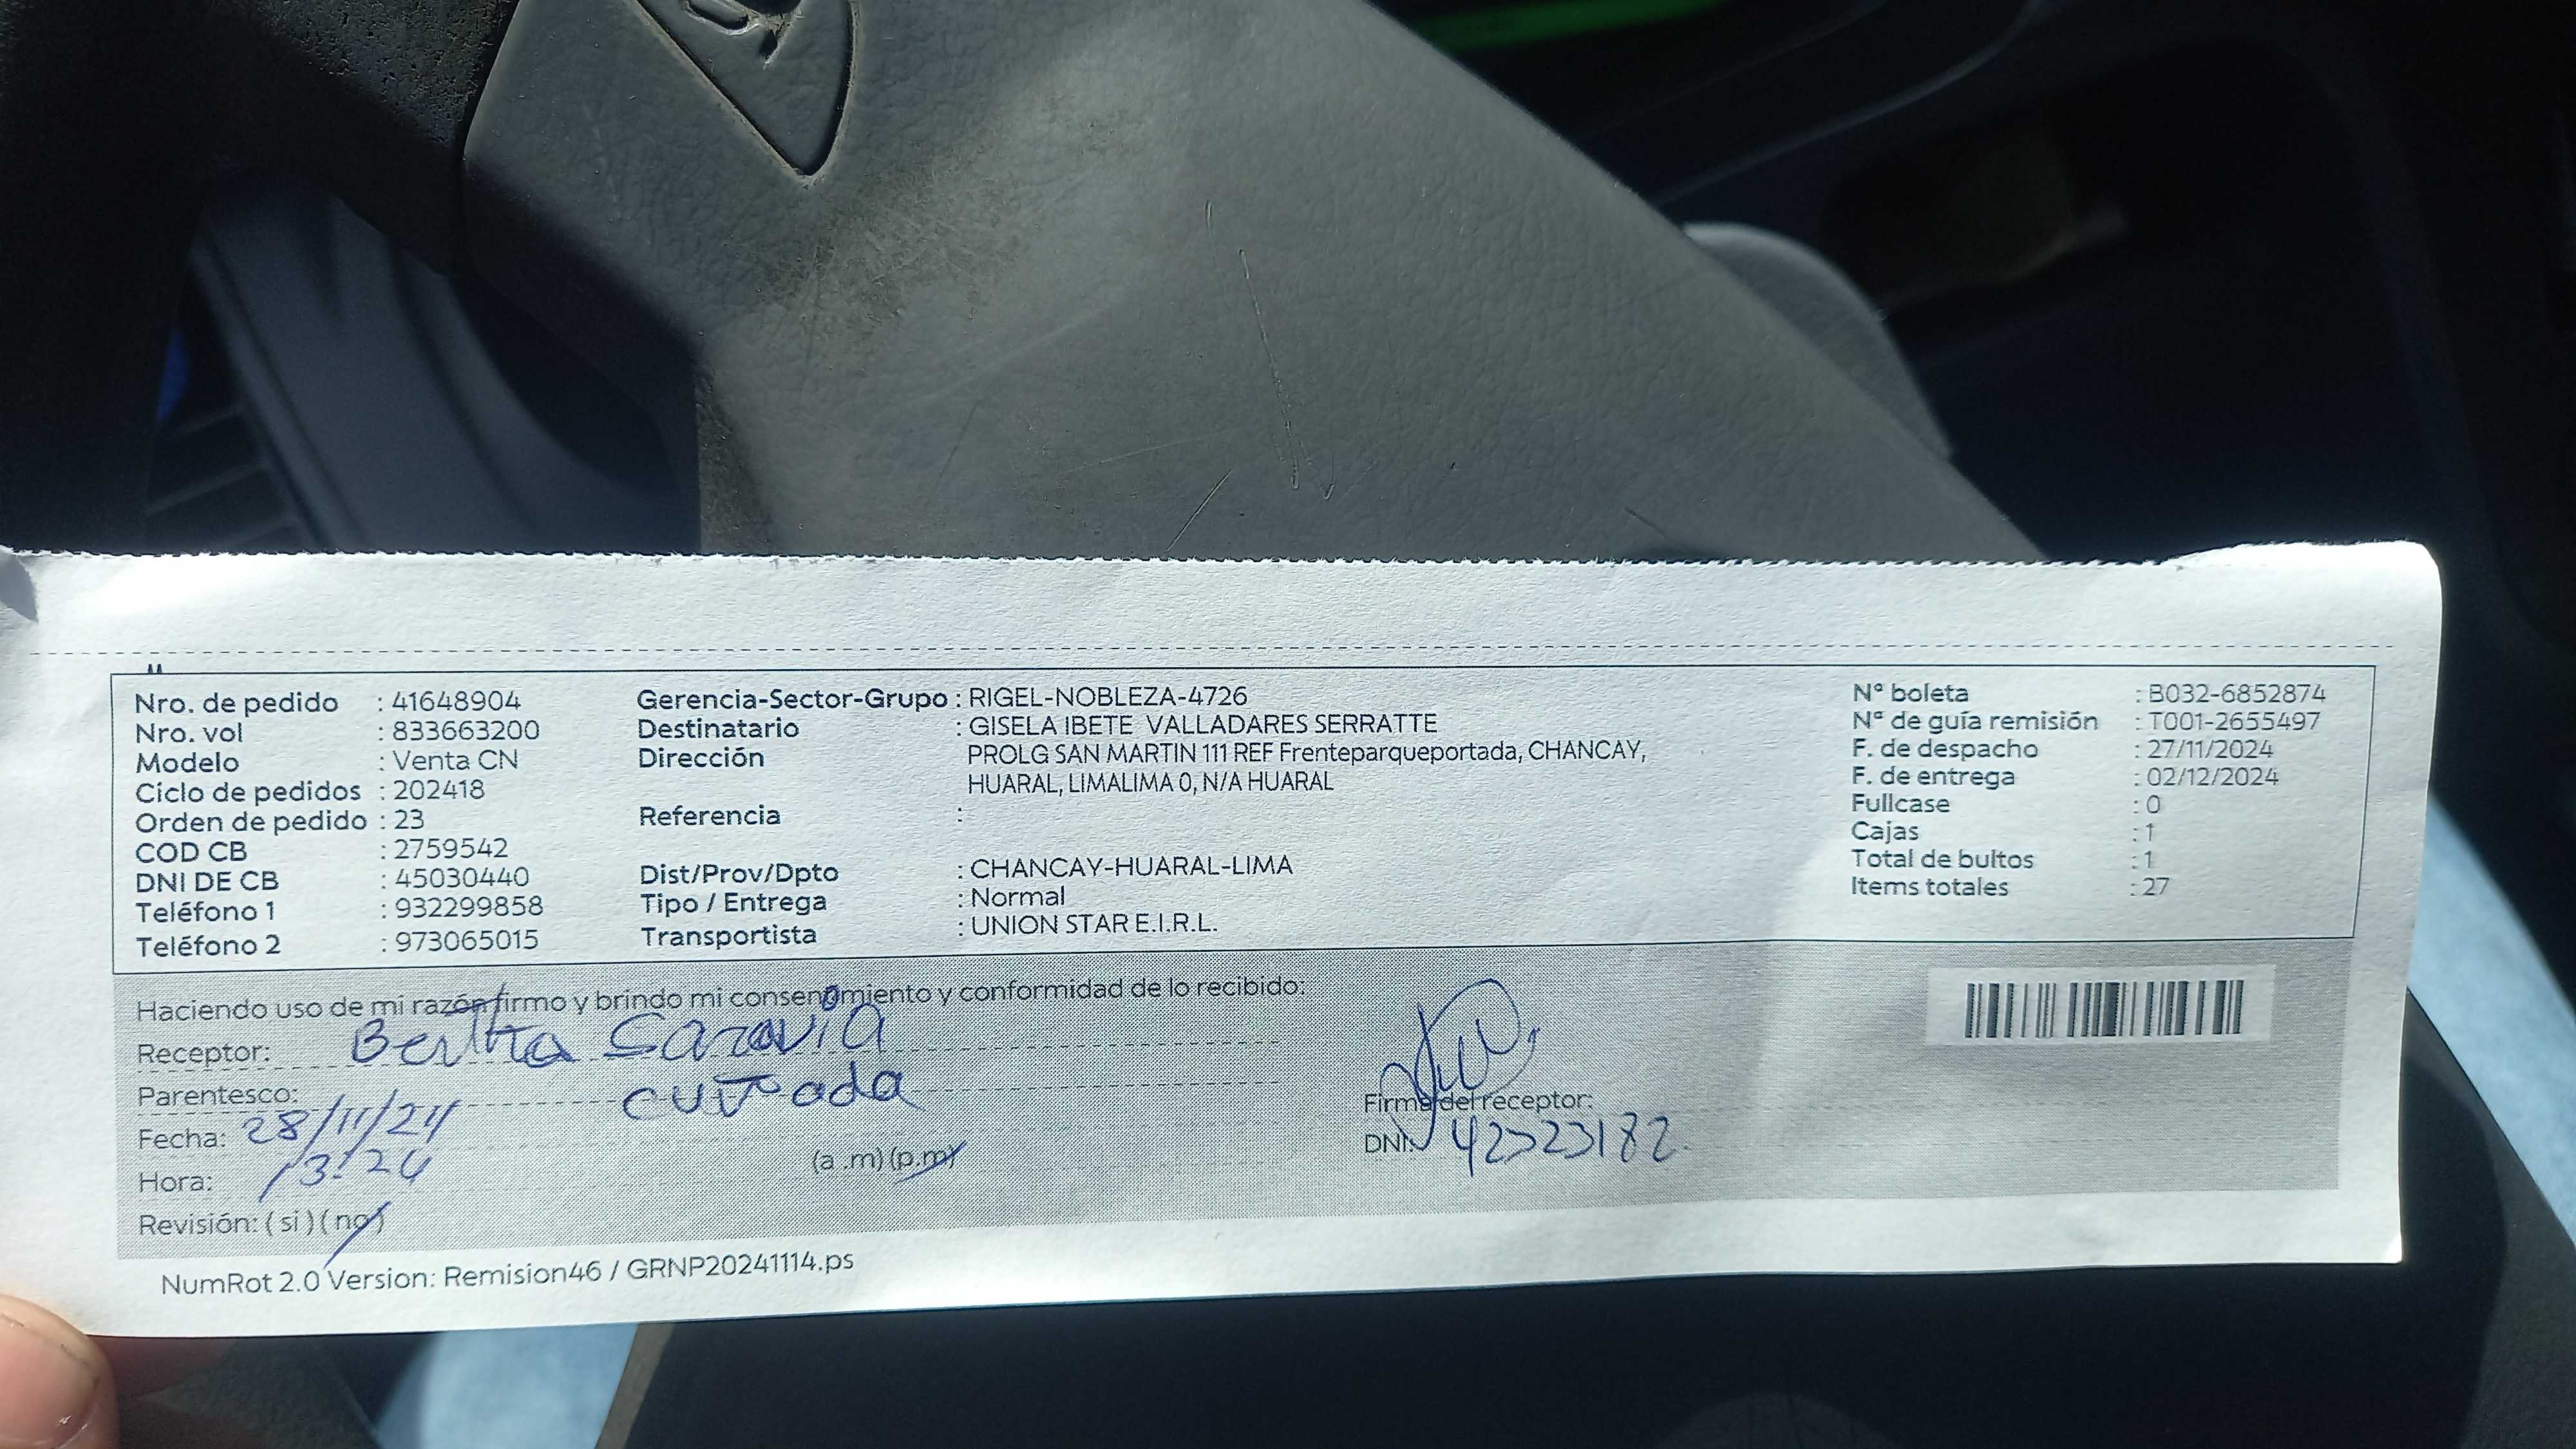 Nro. de pedido : 41648904
Nro. vol : 833663200
Modelo : Venta CN
Ciclo de pedidos : 202418
Orden de pedido : 23
COD CB : 2759542
DNI DE CB : 45030440
Teléfono 1 : 932299858
Teléfono 2 : 973065015
Gerencia-Sector-Grupo : RIGEL-NOBLEZA-4726
Destinatario : GISELA IBETE VALLADARES SERRATTE
Dirección PROLG SAN MARTIN 111 REF Frenteparqueportada, CHANCAY,
HUARAL, LIMALIMA 0, N/A HUARAL
Referencia :
Dist/Prov/Dpto : CHANCAY-HUARAL-LIMA
Tipo / Entrega : Normal
Transportista : UNION STAR E.I.R.L.
Nº boleta : B032-6852874
Nº de guía remisión : T001-2655497
F. de despacho : 27/11/2024
F. de entrega : 02/12/2024
Fullcase : 0
Cajas : 1
Total de bultos : 1
Items totales : 27
Haciendo uso de mi razón firmo y brindo mi consentimiento y conformidad de lo recibido:
Receptor: Bertha Saravia
Parentesco: cuñada
Fecha: 28/11/24
Hora: 13:24 (a .m) (p.m)
Revisión: ( si ) ( no )
Firma del receptor:
DNI:
NumRot 2.0 Version: Remision46 / GRNP20241114.ps